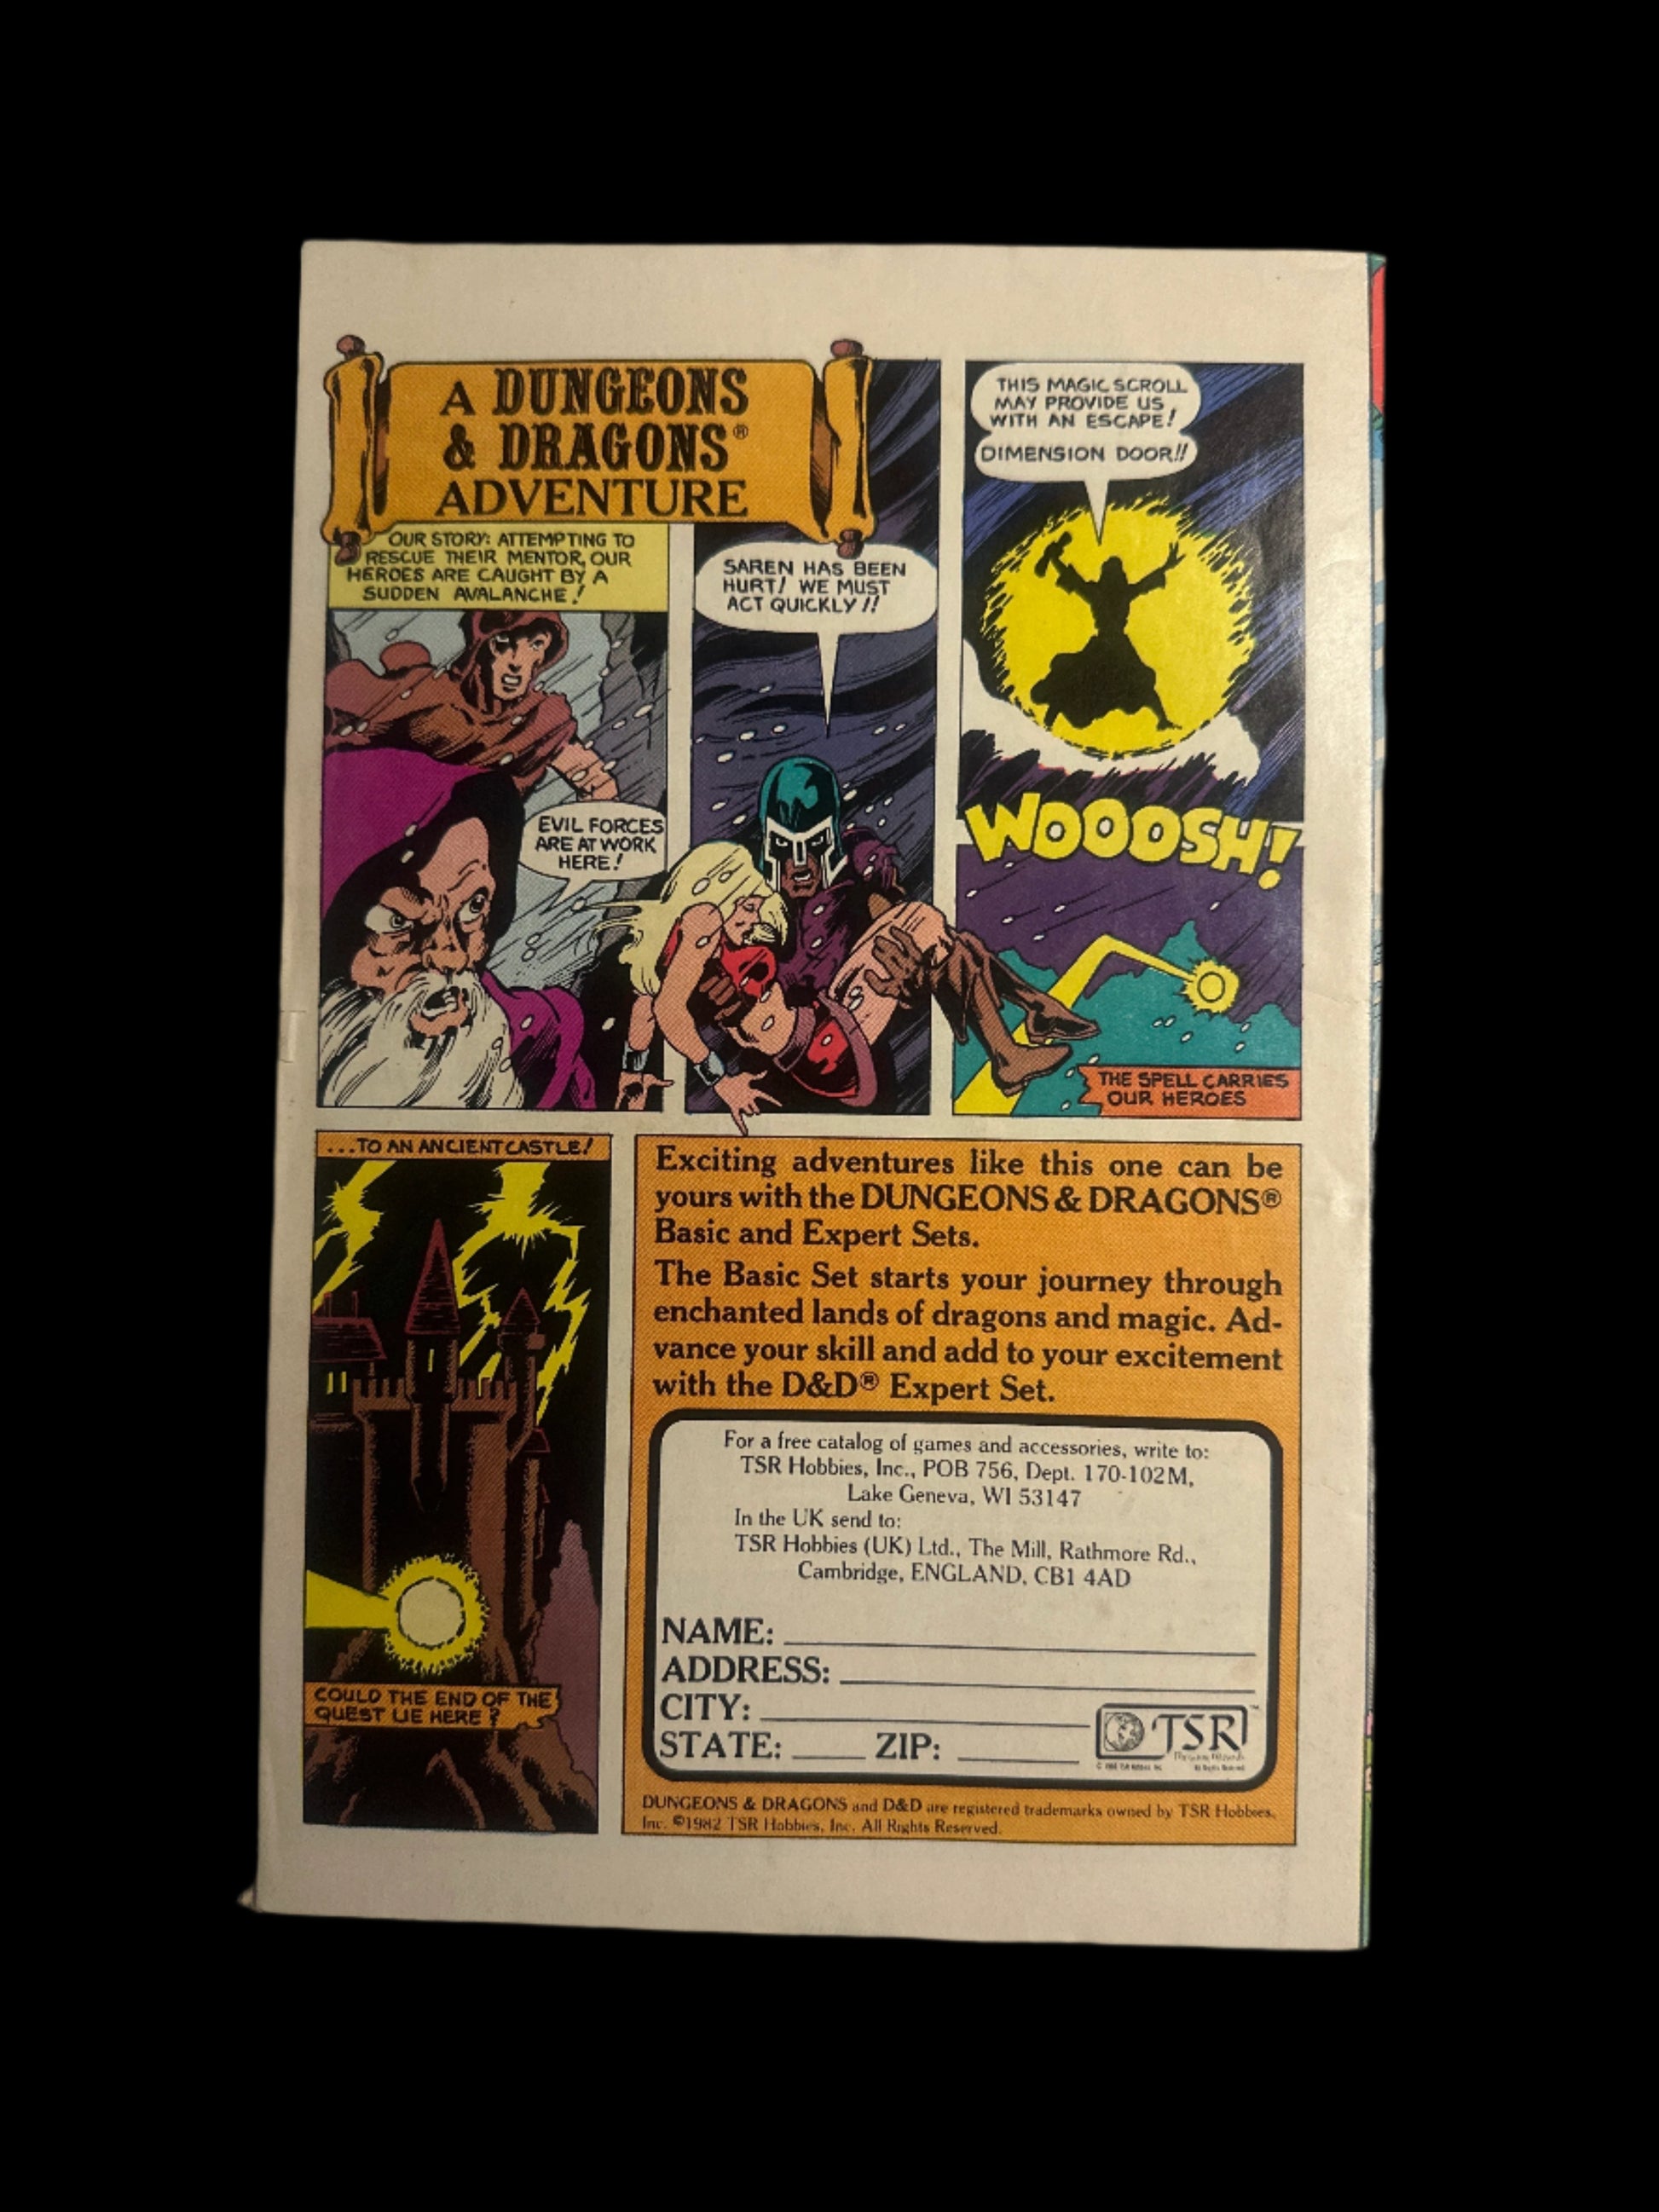 A DUNGEONS
& DRAGONS®
ADVENTURE
OUR STORY: ATTEMPTING TO
RESCUE THEIR MENTOR, OUR
HEROES ARE CAUGHT BY A
SUDDEN AVALANCHE!
EVIL FORCES
ARE AT WORK
HERE!
SAREN HAS BEEN
HURT! WE MUST
ACT QUICKLY!!
THIS MAGIC SCROLL
MAY PROVIDE US
WITH AN ESCAPE!
DIMENSION DOOR!!
WOOOSH!
THE SPELL CARRIES
OUR HEROES
...TO AN ANCIENT CASTLE!
COULD THE END OF THE
QUEST LIE HERE?
Exciting adventures like this one can be
yours with the DUNGEONS & DRAGONS®
Basic and Expert Sets.
The Basic Set starts your journey through
enchanted lands of dragons and magic. Ad-
vance your skill and add to your excitement
with the D&D® Expert Set.
For a free catalog of games and accessories, write to:
TSR Hobbies, Inc., POB 756, Dept. 170-102M,
Lake Geneva, WI 53147
In the UK send to:
TSR Hobbies (UK) Ltd., The Mill, Rathmore Rd.,
Cambridge, ENGLAND, CB1 4AD
NAME:
ADDRESS:
CITY:
STATE: ZIP:
TSR™
DUNGEONS & DRAGONS and D&D are registered trademarks owned by TSR Hobbies,
Inc. ©1982 TSR Hobbies, Inc. All Rights Reserved.